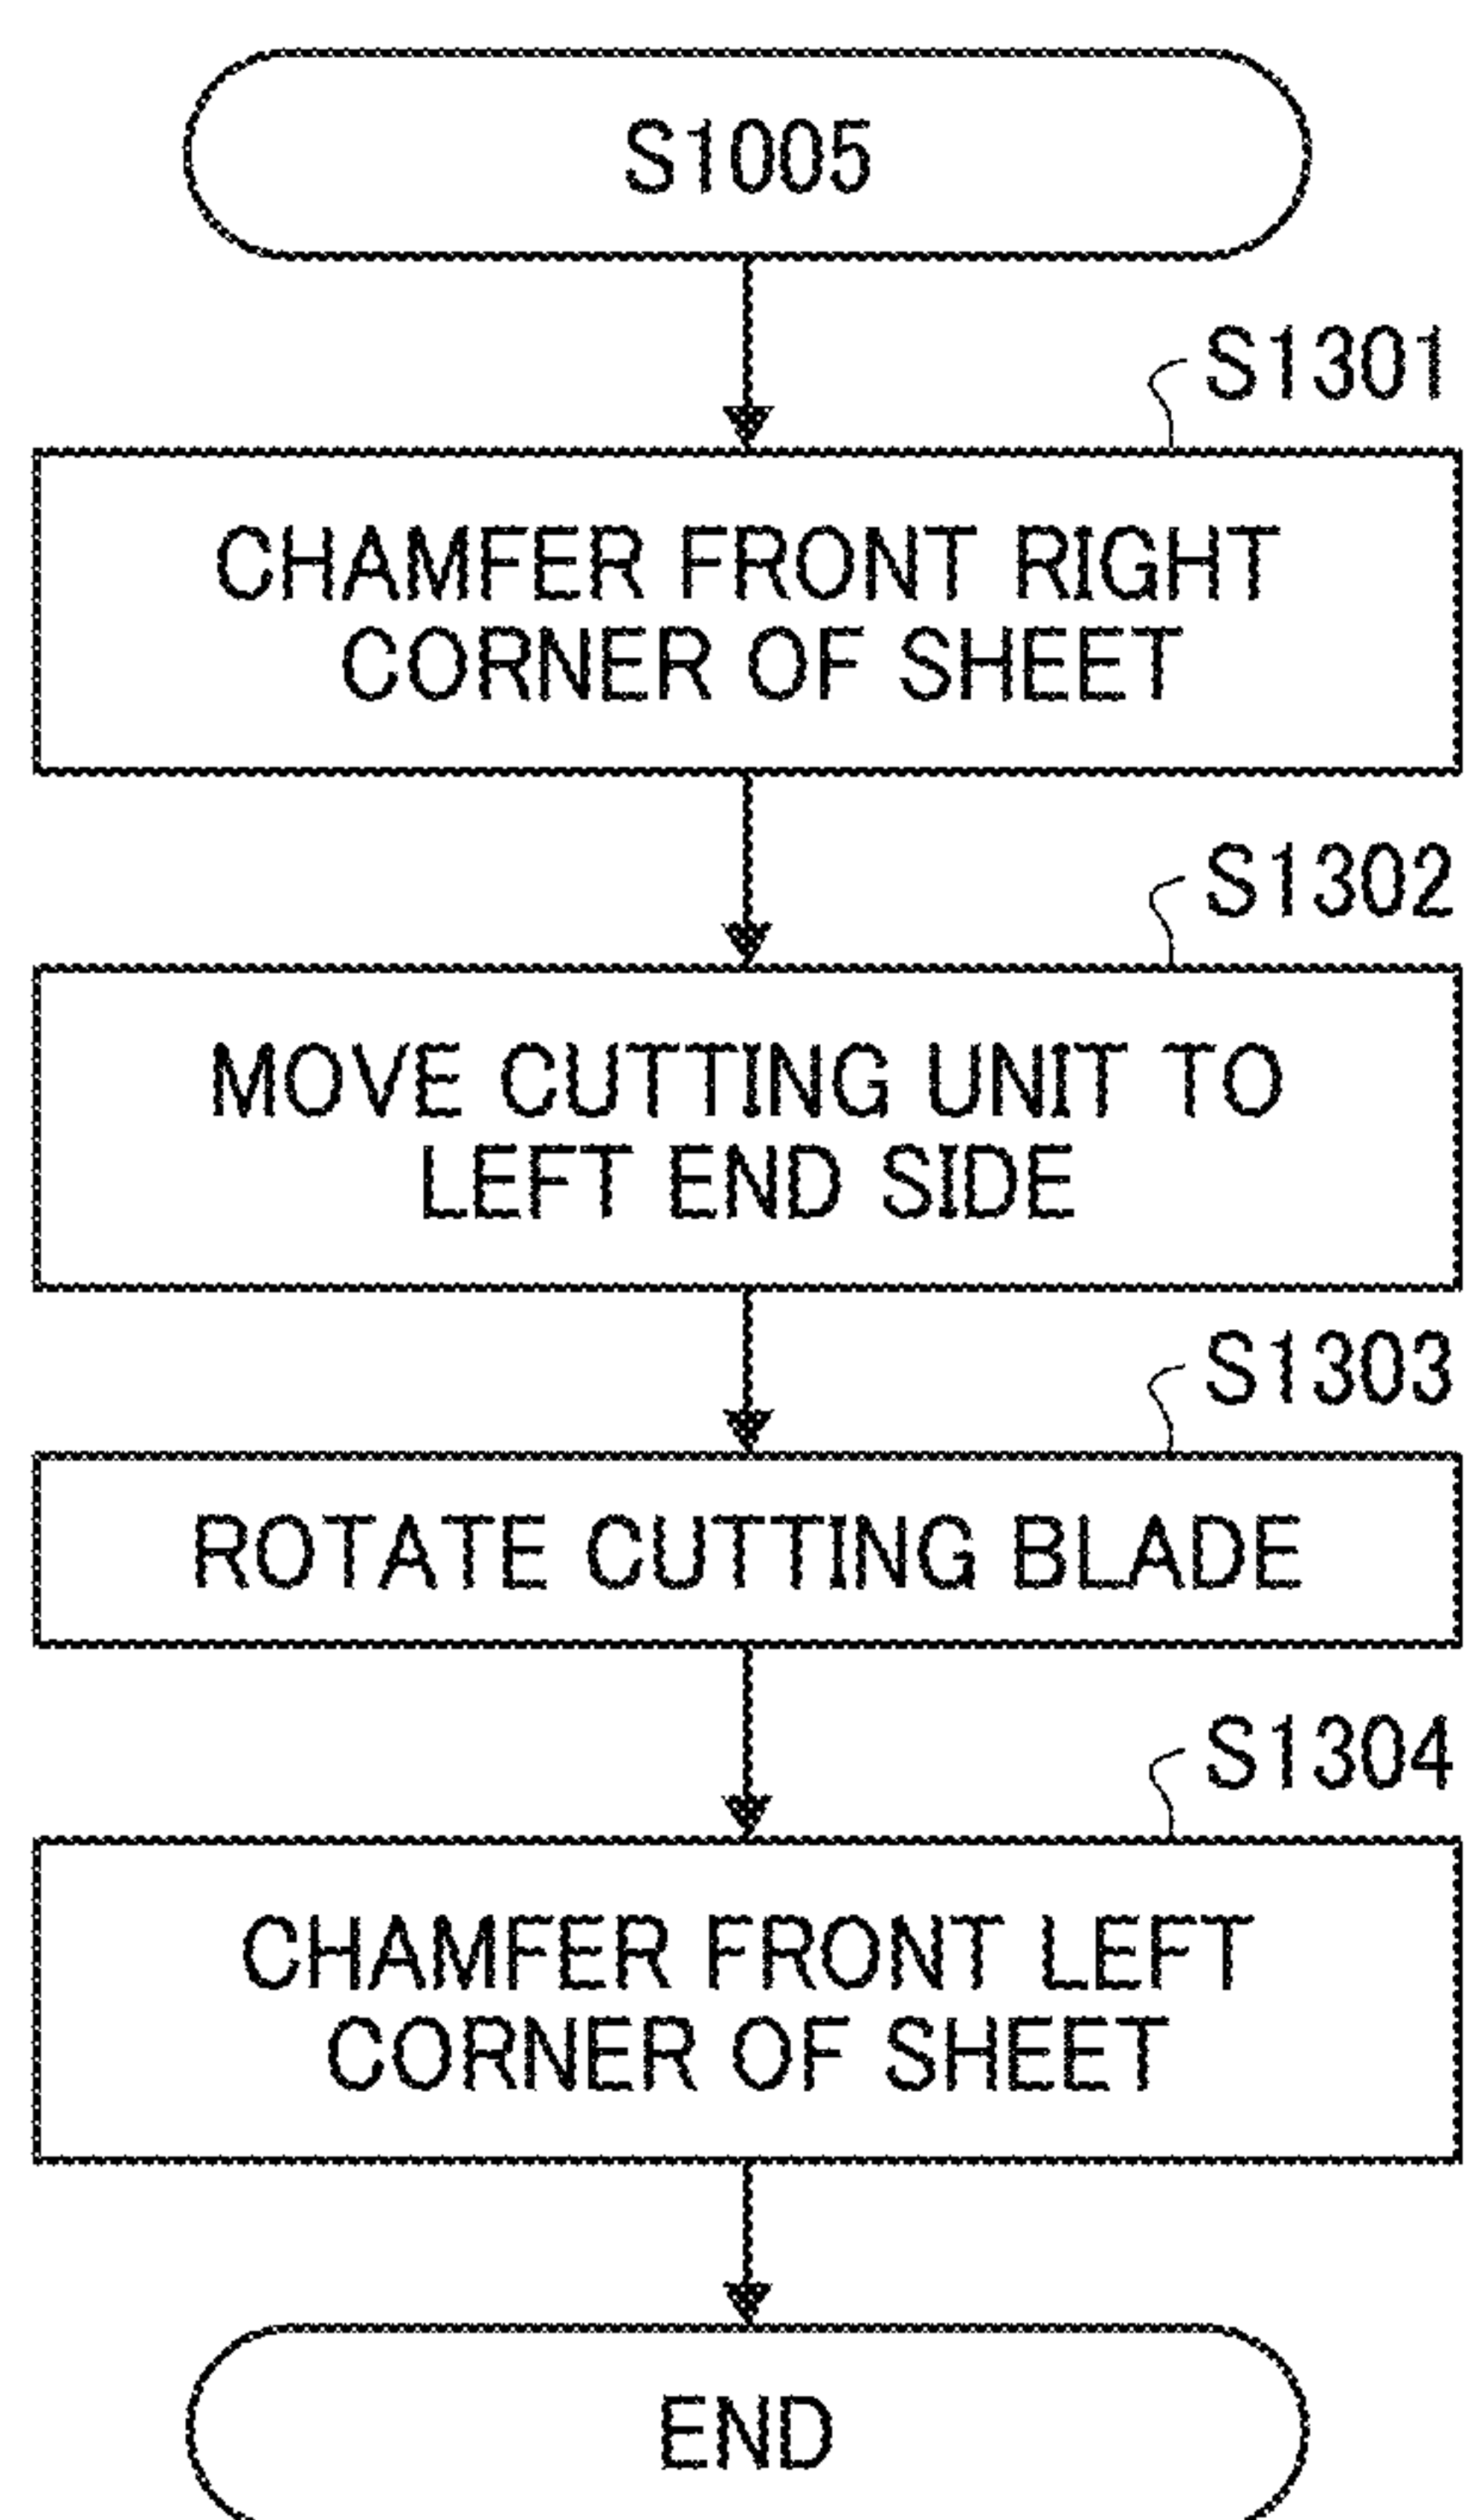 S1005
S1301
CHAMFER FRONT RIGHT
CORNER OF SHEET
S1302
MOVE CUTTING UNIT TO
LEFT END SIDE
S1303
ROTATE CUTTING BLADE
S1304
CHAMFER FRONT LEFT
CORNER OF SHEET
END